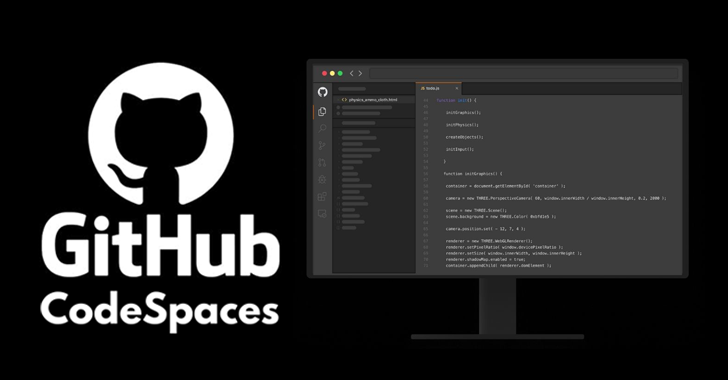 GitHub
CodeSpaces
physics_ammo_cloth.html
todo.js
function init() {
initGraphics();
initPhysics();
createObjects();
initInput();
}
function initGraphics() {
container = document.getElementById( 'container' );
camera = new THREE.PerspectiveCamera( 60, window.innerWidth / window.innerHeight, 0.2, 2000 );
scene = new THREE.Scene();
scene.background = new THREE.Color( 0xbfd1e5 );
camera.position.set( - 12, 7, 4 );
renderer = new THREE.WebGLRenderer();
renderer.setPixelRatio( window.devicePixelRatio );
renderer.setSize( window.innerWidth, window.innerHeight );
renderer.shadowMap.enabled = true;
container.appendChild( renderer.domElement );